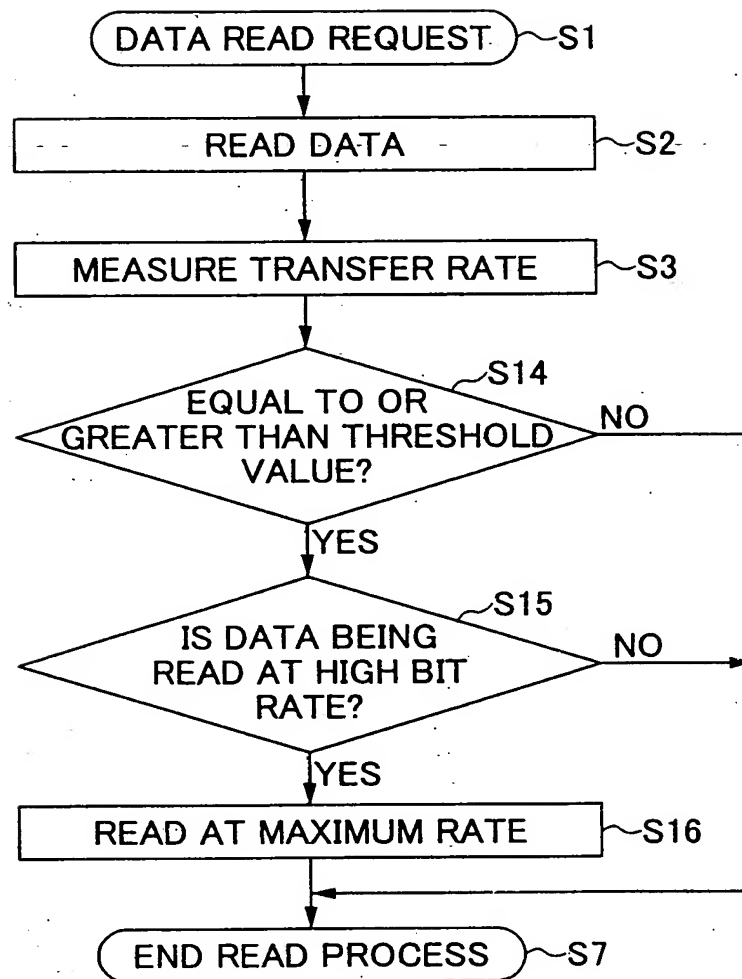 DATA READ REQUEST
S1
READ DATA
S2
MEASURE TRANSFER RATE
S3
S14
EQUAL TO OR
GREATER THAN THRESHOLD
VALUE?
NO
YES
S15
IS DATA BEING
READ AT HIGH BIT
RATE?
NO
YES
READ AT MAXIMUM RATE
S16
END READ PROCESS
S7